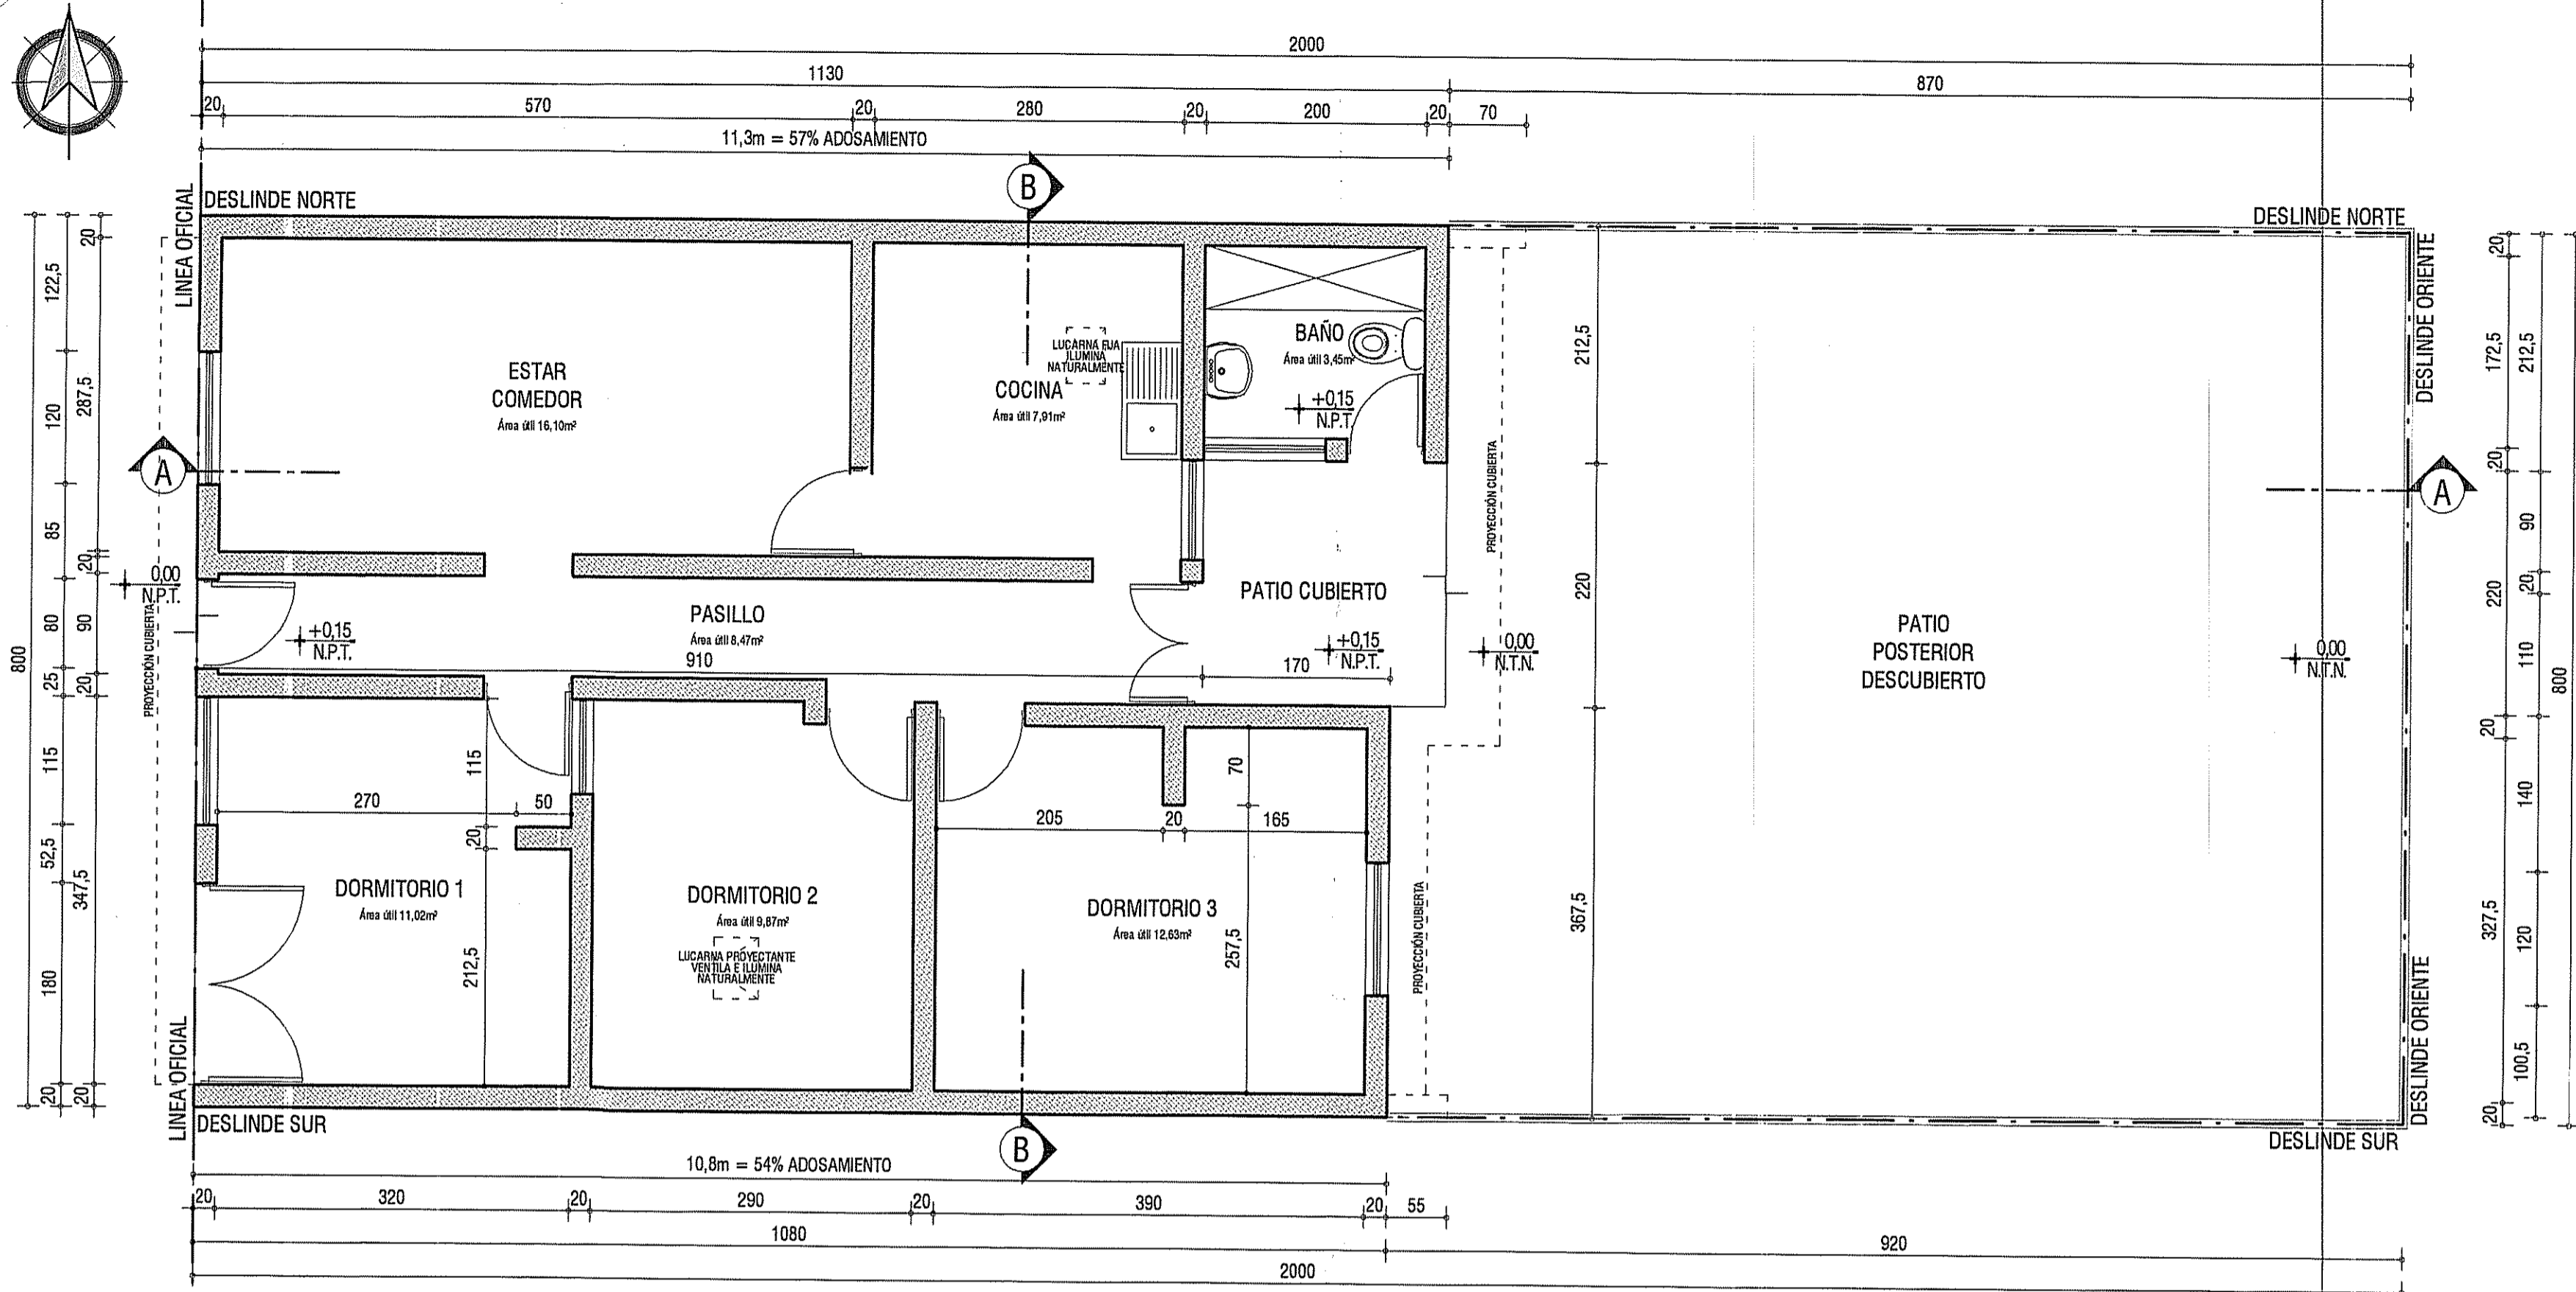 2000
1130
870
20
570
20
280
20
200
20
70
11,3m = 57% ADOSAMIENTO
B
DESLINDE NORTE
DESLINDE NORTE
LINEA OFICIAL
DESLINDE ORIENTE
800
20
122,5
120
85
80
25
115
52,5
180
20
287,5
20
90
20
347,5
20
ESTAR
COMEDOR
Área útil 16,10m²
LUCARNA FIJA
ILUMINA
NATURALMENTE
COCINA
Área útil 7,91m²
BAÑO
Área útil 3,45m²
+0,15
N.P.T.
A
A
PROYECCIÓN CUBIERTA
212,5
220
367,5
0,00
N.P.T.
PROYECCIÓN CUBIERTA
+0,15
N.P.T.
PASILLO
Área útil 8,47m²
910
170
PATIO CUBIERTO
+0,15
N.P.T.
0,00
N.T.N.
PATIO
POSTERIOR
DESCUBIERTO
0,00
N.T.N.
20
172,5
20
220
20
327,5
20
212,5
90
20
110
140
120
100,5
800
115
270
50
20
212,5
DORMITORIO 1
Área útil 11,02m²
DORMITORIO 2
Área útil 9,87m²
LUCARNA PROYECTANTE
VENTILA E ILUMINA
NATURALMENTE
70
205
20
165
257,5
DORMITORIO 3
Área útil 12,63m²
PROYECCIÓN CUBIERTA
LINEA OFICIAL
DESLINDE ORIENTE
DESLINDE SUR
DESLINDE SUR
B
10,8m = 54% ADOSAMIENTO
20
320
20
290
20
390
20
55
1080
920
2000